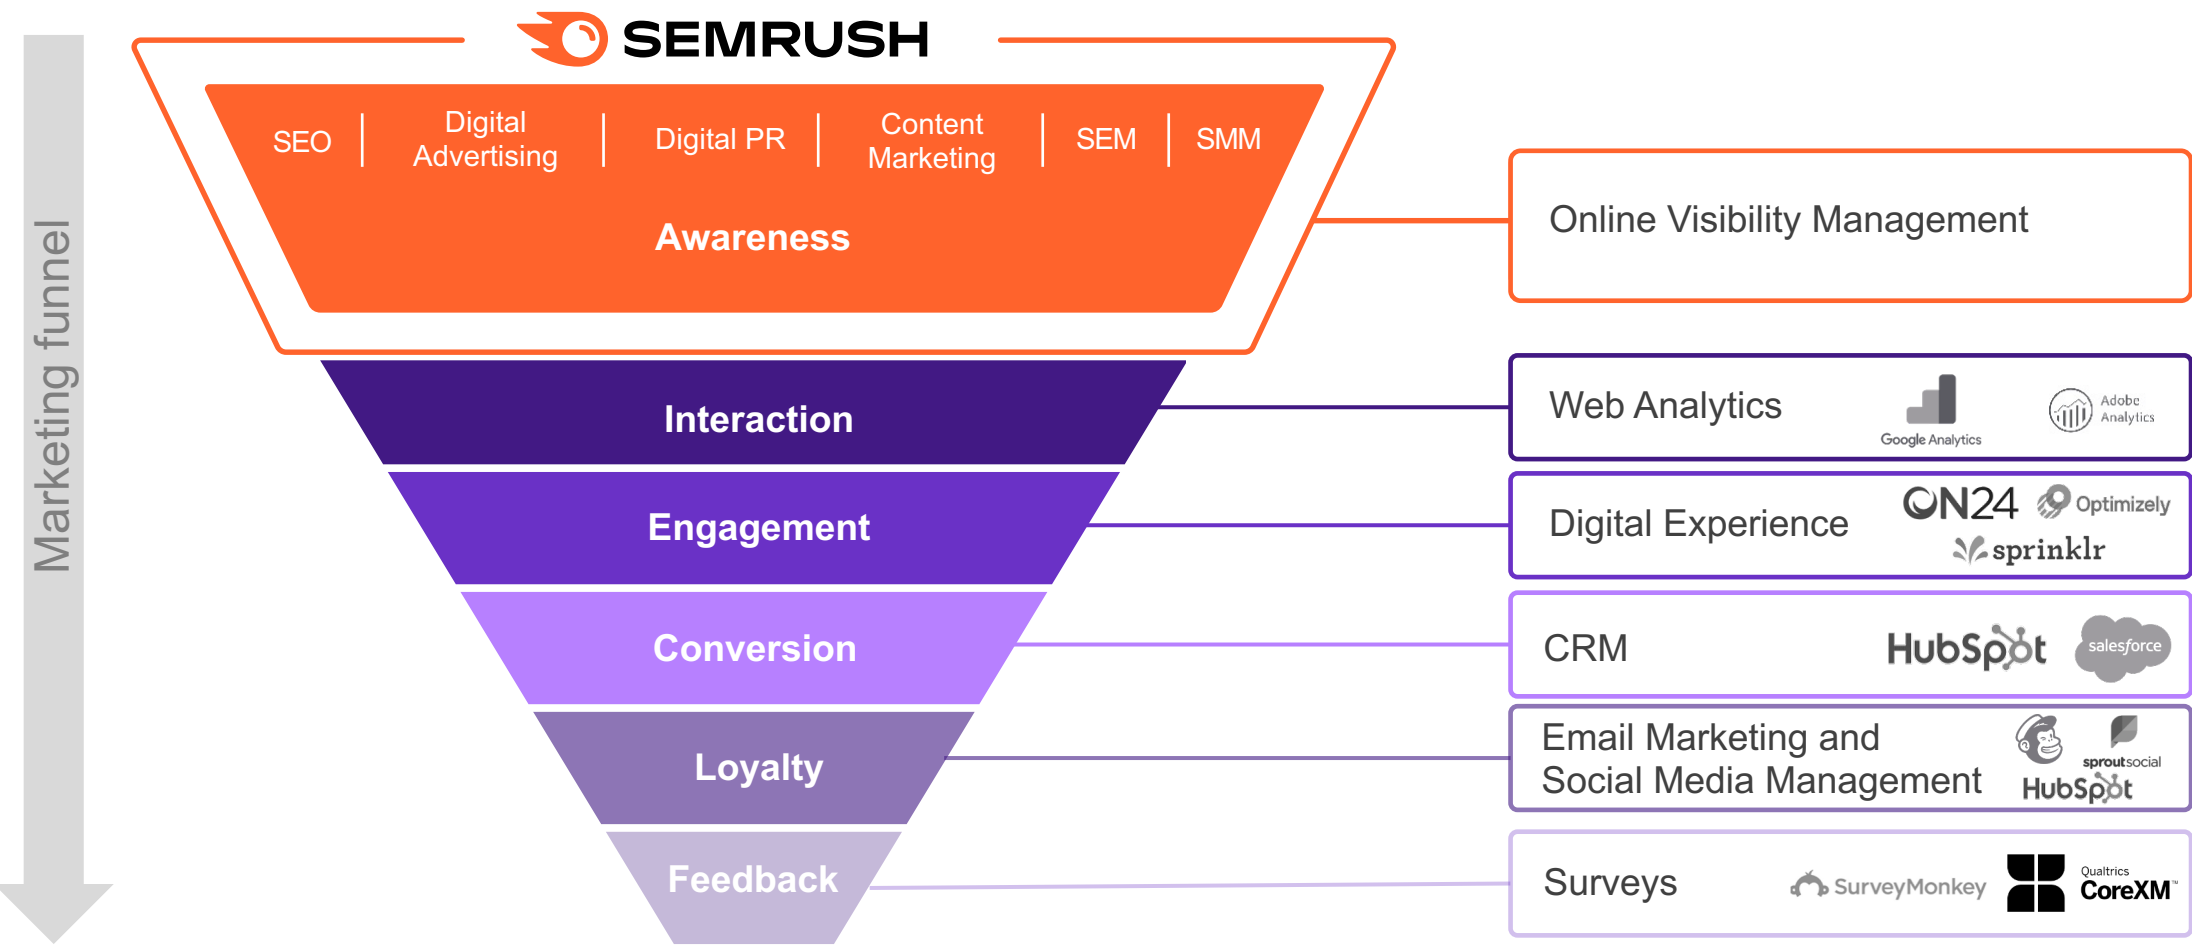 SEMRUSH
SEO
Digital
Advertising
Digital PR
Content
Marketing
SEM
SMM
Awareness
Online Visibility Management
Marketing funnel
Interaction
Web Analytics
Google Analytics
Adobe
Analytics
Engagement
Digital Experience
ON24
Optimizely
sprinklr
Conversion
CRM
HubSpot
salesforce
Loyalty
Email Marketing and
Social Media Management
sproutsocial
HubSpot
Feedback
Surveys
SurveyMonkey
Qualtrics
CoreXM™